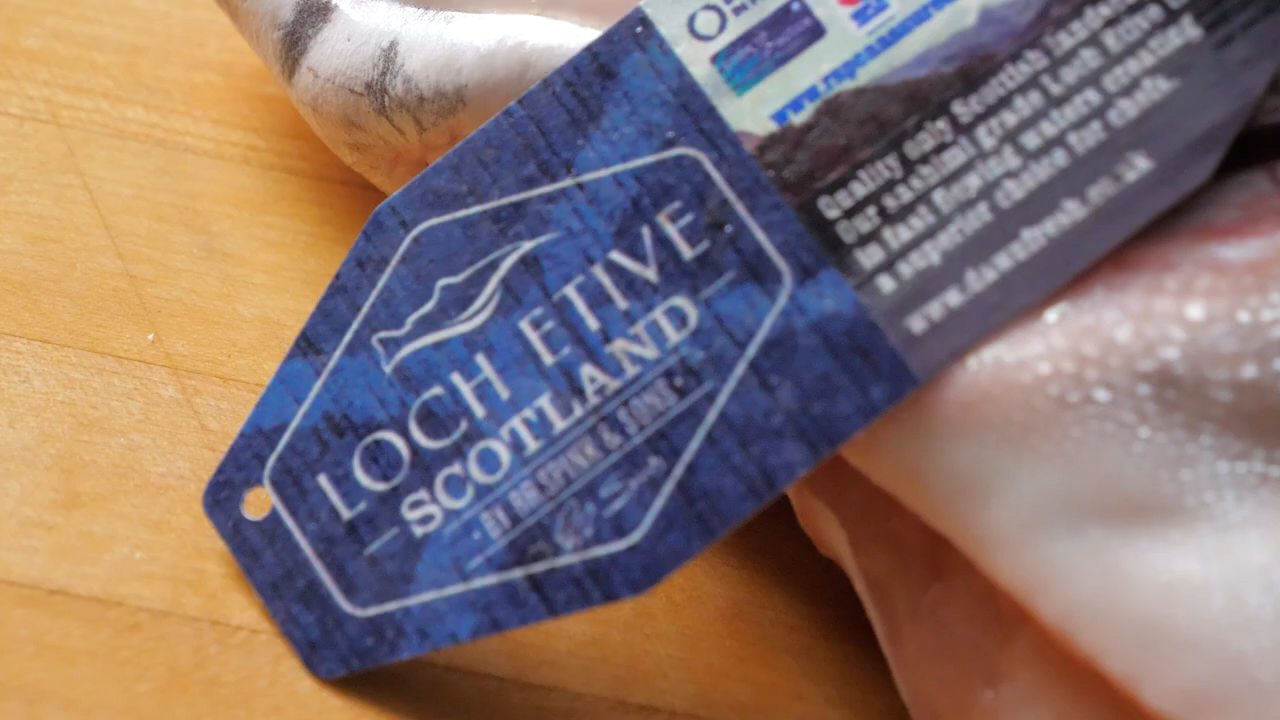 LOCH ETIVE
SCOTLAND
BY RR.SPINK & SONS
Quality only Scottish
Our sashimi grade Loch Etive
in fast flowing waters creating
a superior choice for chefs.
www.dawnfresh.co.uk